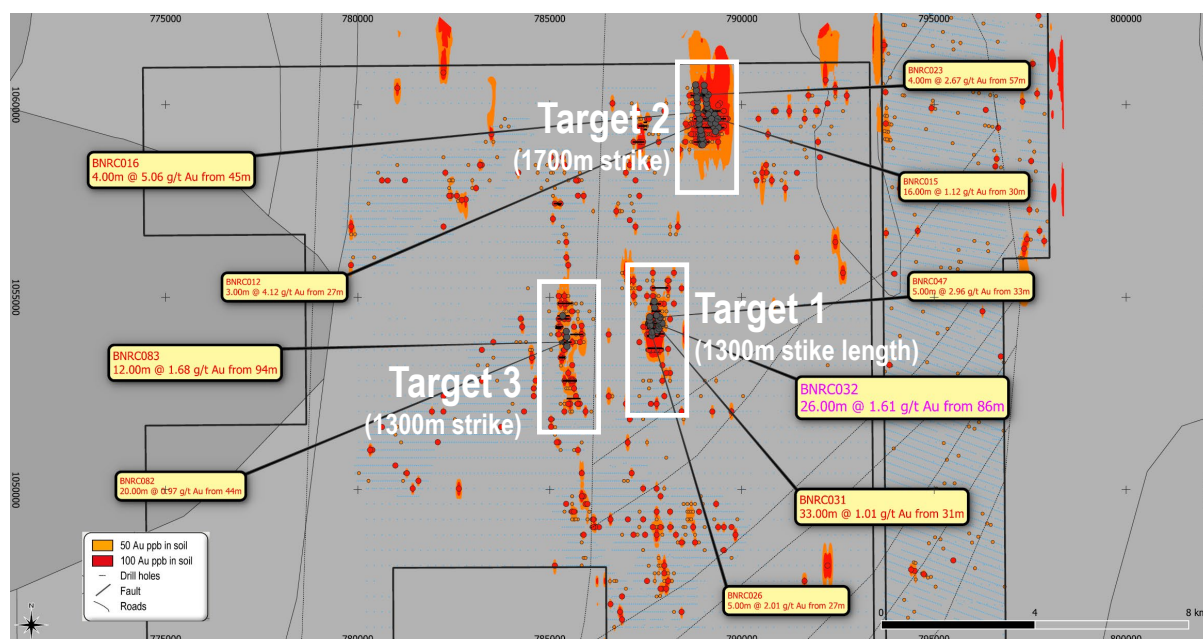 775000
780000
785000
790000
795000
800000
1060000
1055000
1050000
BNRC023
4.00m @ 2.67 g/t Au from 57m
Target 2
(1700m strike)
BNRC016
4.00m @ 5.06 g/t Au from 45m
BNRC015
16.00m @ 1.12 g/t Au from 30m
BNRC012
3.00m @ 4.12 g/t Au from 27m
BNRC047
5.00m @ 2.96 g/t Au from 33m
Target 1
(1300m stike length)
BNRC083
12.00m @ 1.68 g/t Au from 94m
Target 3
(1300m strike)
BNRC032
26.00m @ 1.61 g/t Au from 86m
BNRC082
20.00m @ 0.97 g/t Au from 44m
BNRC031
33.00m @ 1.01 g/t Au from 31m
BNRC026
5.00m @ 2.01 g/t Au from 27m
50 Au ppb in soil
100 Au ppb in soil
Drill holes
Fault
Roads
N
0 4 8 km
775000
780000
785000
790000
795000
800000